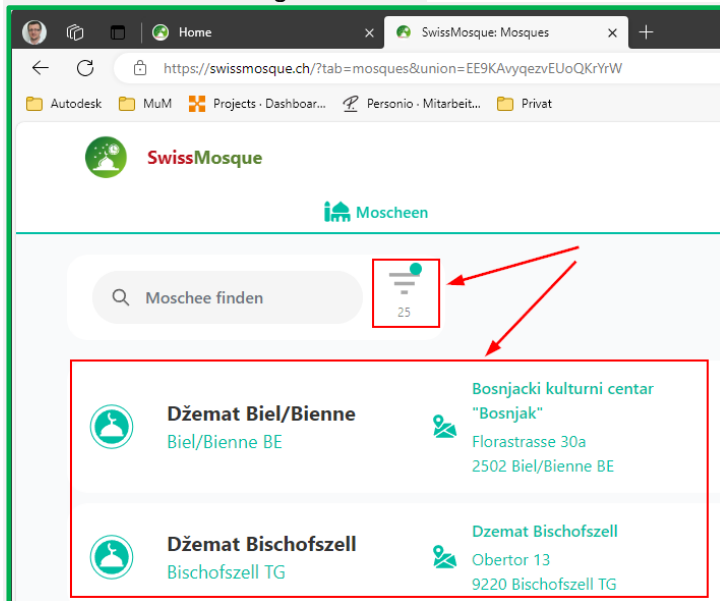 Home
SwissMosque: Mosques
https://swissmosque.ch/?tab=mosques&union=EE9KAvyqezvEUoQKrYrW
Autodesk MuM Projects · Dashboar... Personio · Mitarbeit... Privat
SwissMosque
Moscheen
Moschee finden
25
Džemat Biel/Bienne
Biel/Bienne BE
Bosnjacki kulturni centar
"Bosnjak"
Florastrasse 30a
2502 Biel/Bienne BE
Džemat Bischofszell
Bischofszell TG
Dzemat Bischofszell
Obertor 13
9220 Bischofszell TG